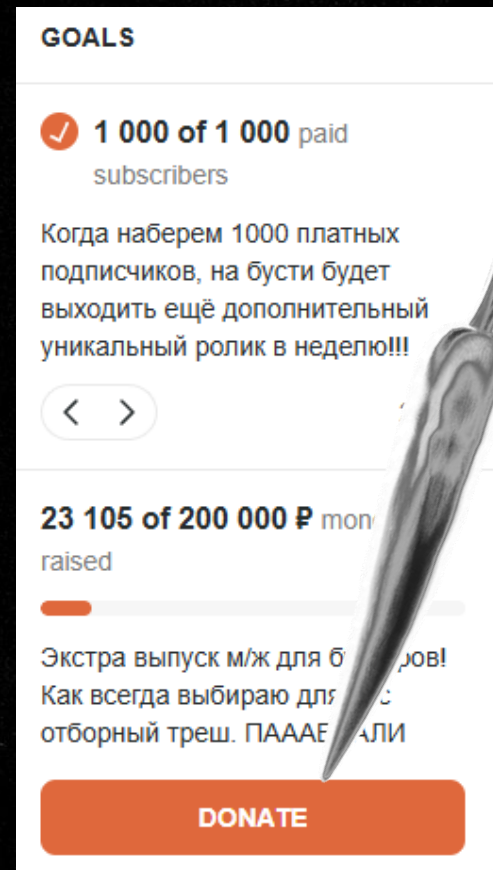 GOALS
1 000 of 1 000 paid
subscribers
Когда наберем 1000 платных
подписчиков, на бусти будет
выходить ещё дополнительный
уникальный ролик в неделю!!!
23 105 of 200 000 ₽
raised
Экстра выпуск м/ж для
Как всегда выбираю
отборный треш.
DONATE